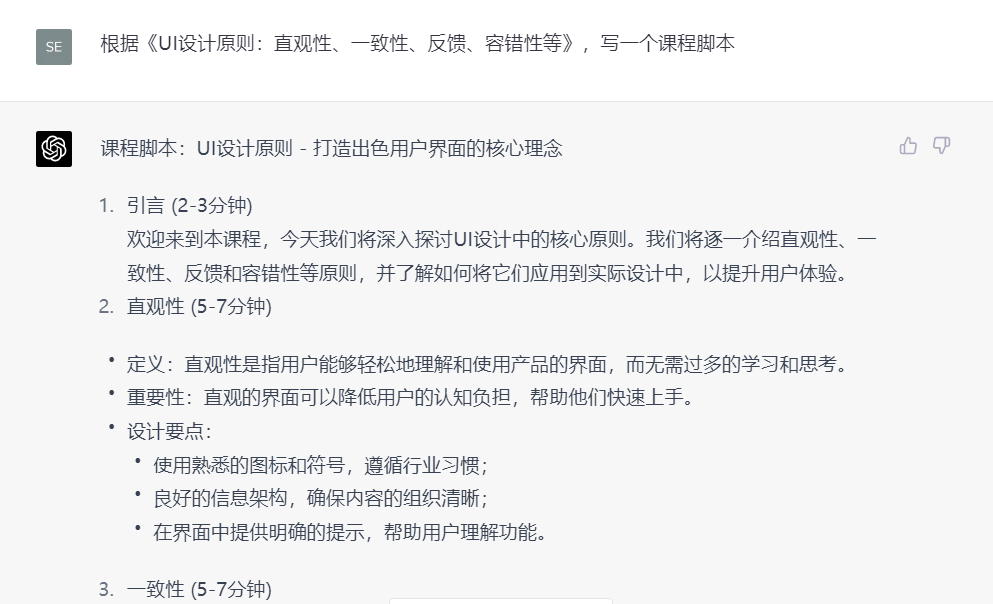 SE
根据《UI设计原则：直观性、一致性、反馈、容错性等》，写一个课程脚本
课程脚本：UI设计原则 - 打造出色用户界面的核心理念
1. 引言 (2-3分钟)
欢迎来到本课程，今天我们将深入探讨UI设计中的核心原则。我们将逐一介绍直观性、一
致性、反馈和容错性等原则，并了解如何将它们应用到实际设计中，以提升用户体验。
2. 直观性 (5-7分钟)
• 定义：直观性是指用户能够轻松地理解和使用产品的界面，而无需过多的学习和思考。
• 重要性：直观的界面可以降低用户的认知负担，帮助他们快速上手。
• 设计要点：
• 使用熟悉的图标和符号，遵循行业习惯；
• 良好的信息架构，确保内容的组织清晰；
• 在界面中提供明确的提示，帮助用户理解功能。
3. 一致性 (5-7分钟)